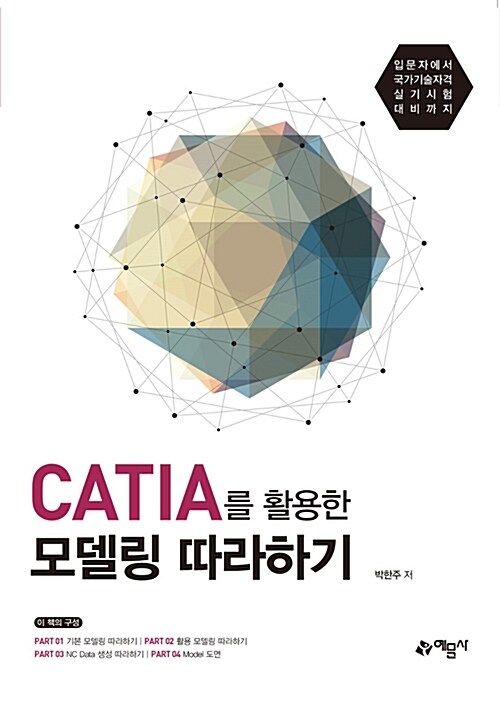 입문자에서
국가기술자격
실기시험
대비까지
CATIA를 활용한
모델링 따라하기
박한주 저
이 책의 구성
PART 01 기본 모델링 따라하기 | PART 02 활용 모델링 따라하기
PART 03 NC Data 생성 따라하기 | PART 04 Model 도면
예문사